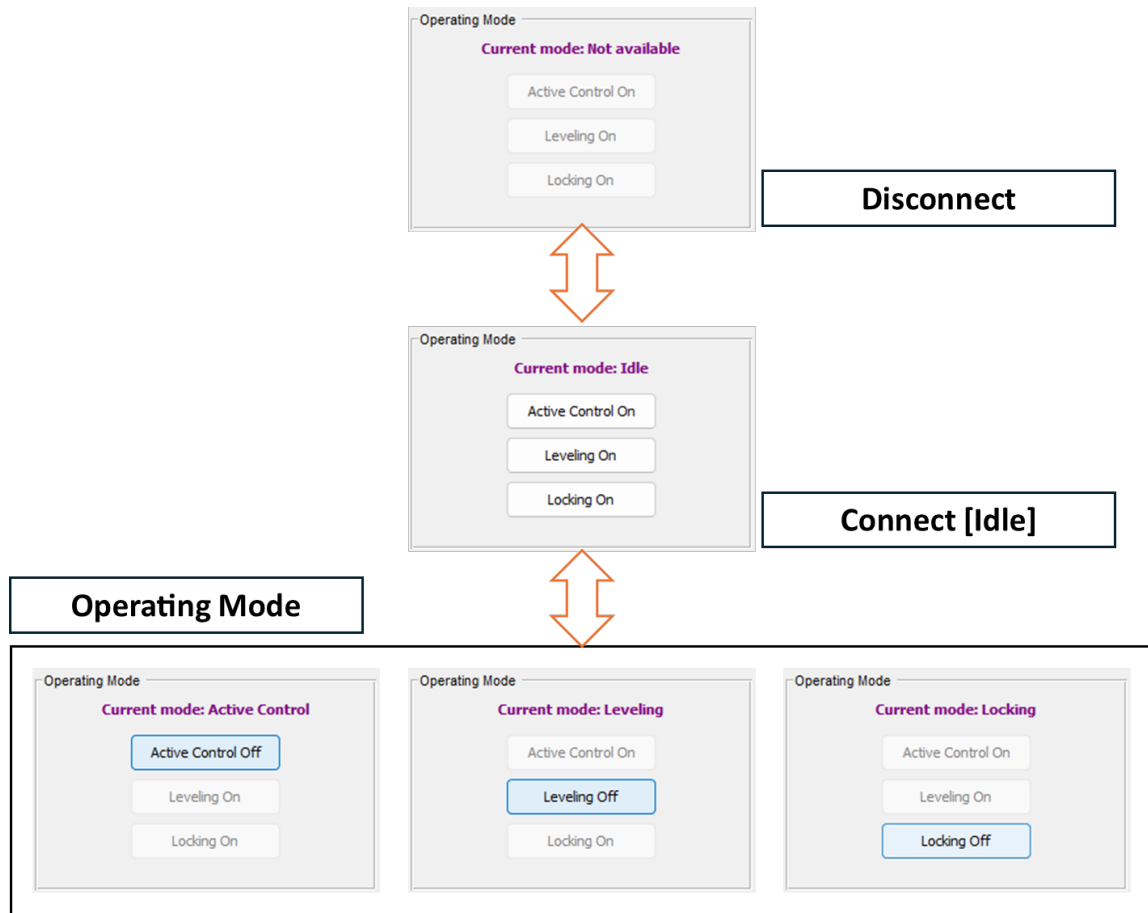 Operating Mode
Current mode: Not available
Active Control On
Leveling On
Locking On
Disconnect
Operating Mode
Current mode: Idle
Active Control On
Leveling On
Locking On
Connect [Idle]
Operating Mode
Operating Mode
Current mode: Active Control
Active Control Off
Leveling On
Locking On
Operating Mode
Current mode: Leveling
Active Control On
Leveling Off
Locking On
Operating Mode
Current mode: Locking
Active Control On
Leveling On
Locking Off